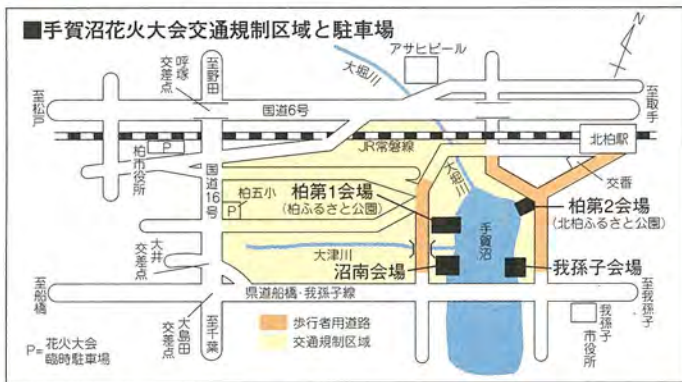 ■手賀沼花火大会交通規制区域と駐車場
N
アサヒビール
大堀川
呼塚
交差点
至野田
至松戸
国道6号
至取手
P
JR常磐線
北柏駅
柏市役所
国道16号
大堀川
交番
柏五小
P
柏第1会場
(柏ふるさと公園)
手賀沼
柏第2会場
(北柏ふるさと公園)
大井
交差点
大津川
沼南会場
我孫子会場
至船橋
県道船橋・我孫子線
至我孫子
大島田
交差点
至千葉
我孫子
市役所
歩行者用道路
交通規制区域
P=花火大会
臨時駐車場